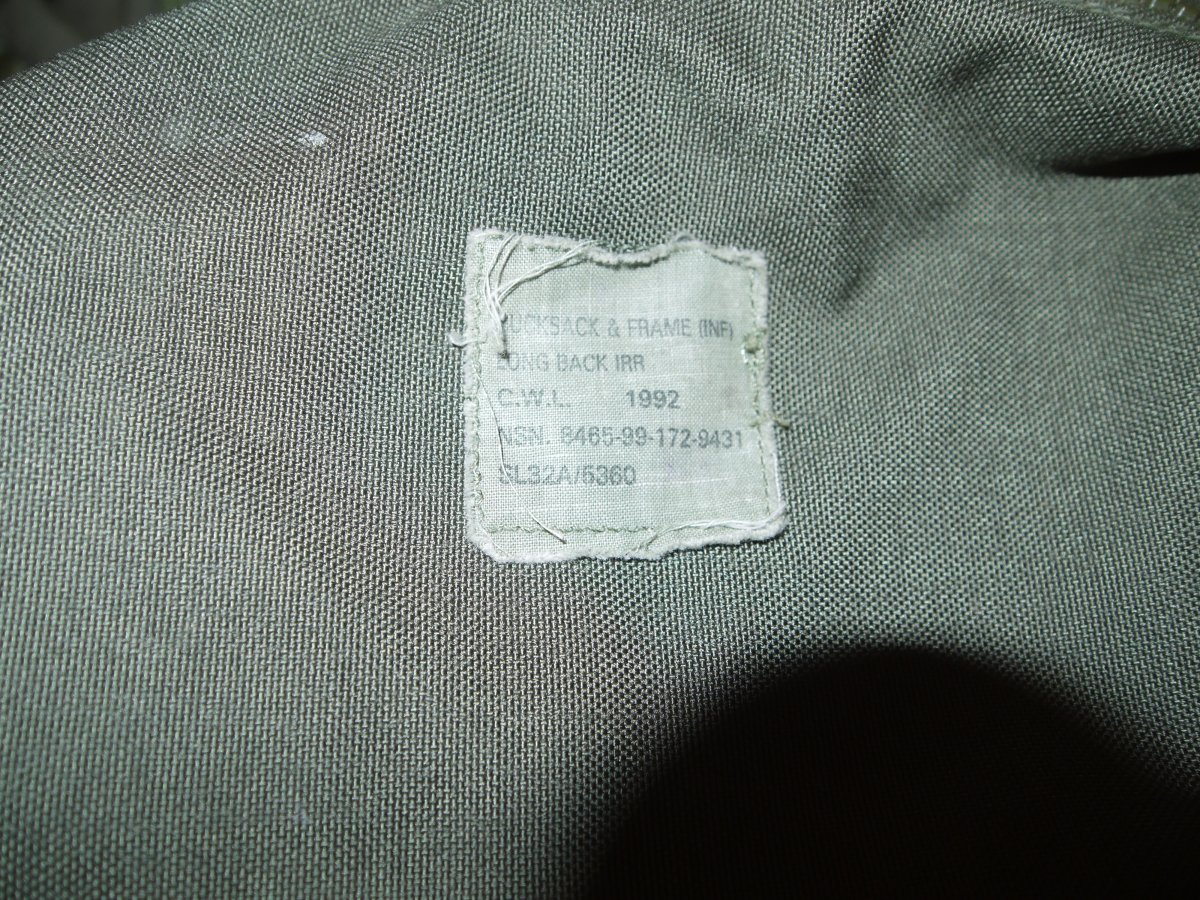 RUCKSACK & FRAME (INF)
LONG BACK IRR
C.W.L. 1992
NSN. 8465-99-172-9431
SL32A/6360